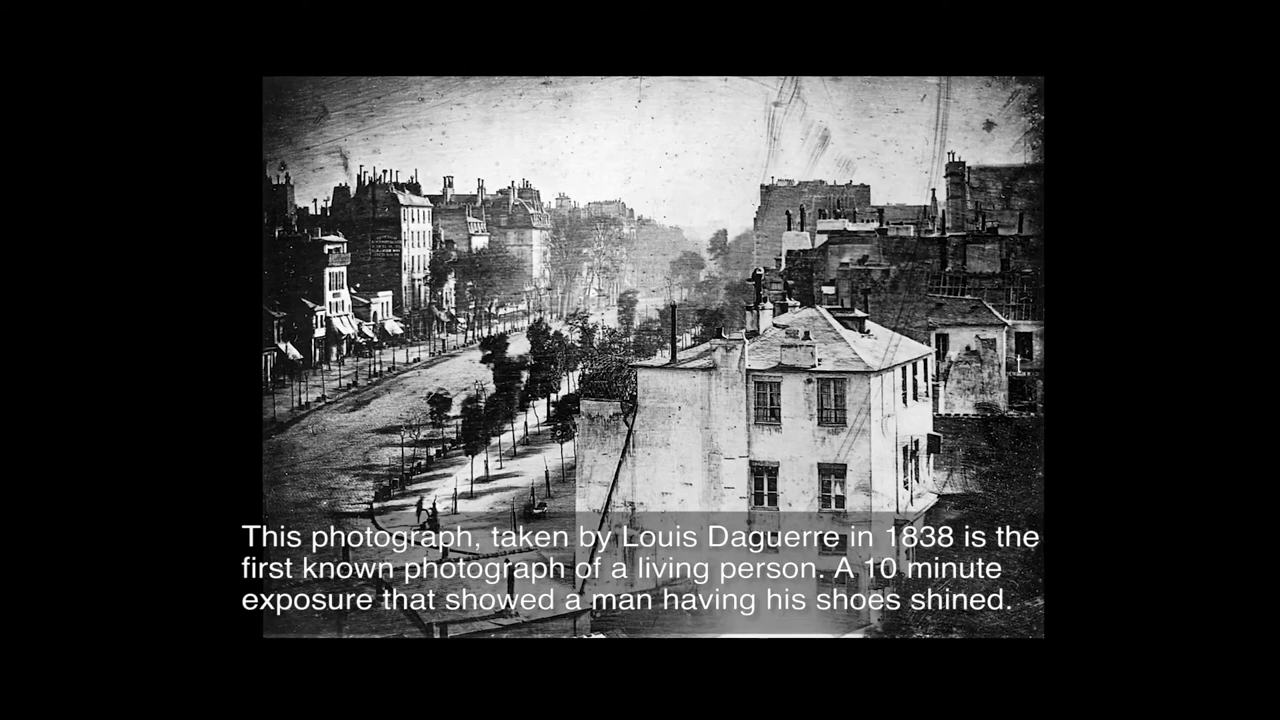 This photograph, taken by Louis Daguerre in 1838 is the
first known photograph of a living person. A 10 minute
exposure that showed a man having his shoes shined.